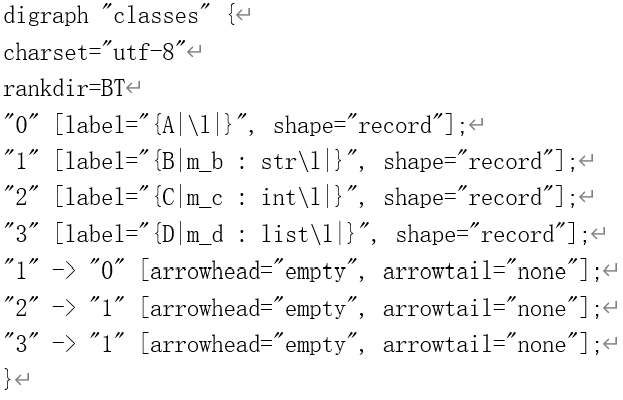 digraph "classes" {
charset="utf-8"
rankdir=BT
"0" [label="{A|\l|}", shape="record"];
"1" [label="{B|m_b : str\l|}", shape="record"];
"2" [label="{C|m_c : int\l|}", shape="record"];
"3" [label="{D|m_d : list\l|}", shape="record"];
"1" -> "0" [arrowhead="empty", arrowtail="none"];
"2" -> "1" [arrowhead="empty", arrowtail="none"];
"3" -> "1" [arrowhead="empty", arrowtail="none"];
}